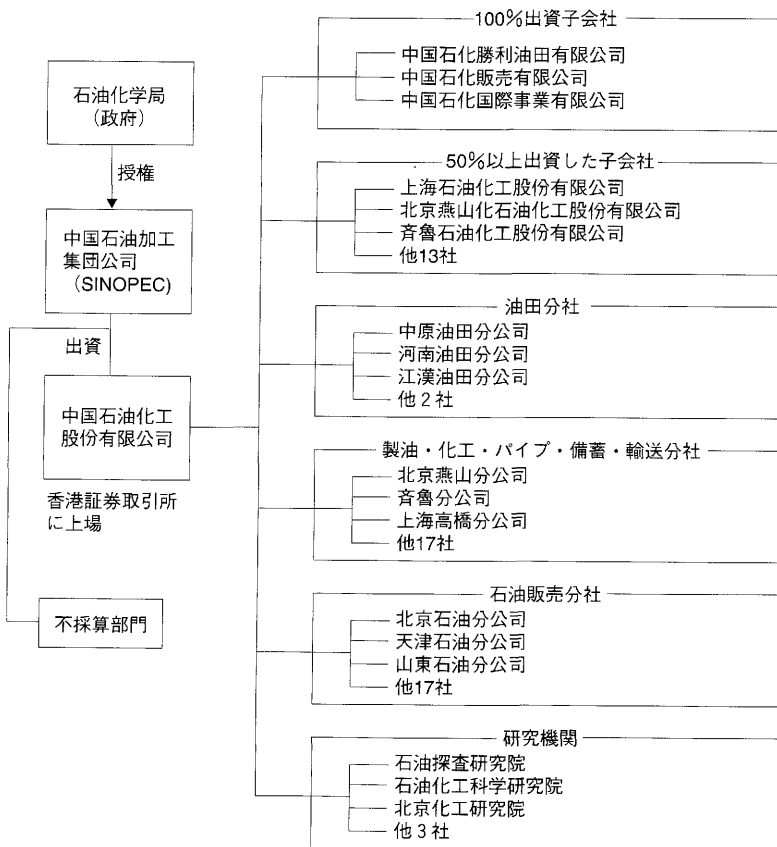 石油化学局
（政府）
授権
中国石油加工
集団公司
（SINOPEC)
出資
中国石油化工
股份有限公司
香港証券取引所
に上場
不採算部門
100％出資子会社
中国石化勝利油田有限公司
中国石化販売有限公司
中国石化国際事業有限公司
50％以上出資した子会社
上海石油化工股份有限公司
北京燕山化石油化工股份有限公司
斉魯石油化工股份有限公司
他13社
油田分社
中原油田分公司
河南油田分公司
江漢油田分公司
他２社
製油・化工・パイプ・備蓄・輸送分社
北京燕山分公司
斉魯分公司
上海高橋分公司
他17社
石油販売分社
北京石油分公司
天津石油分公司
山東石油分公司
他17社
研究機関
石油探査研究院
石油化工科学研究院
北京化工研究院
他３社